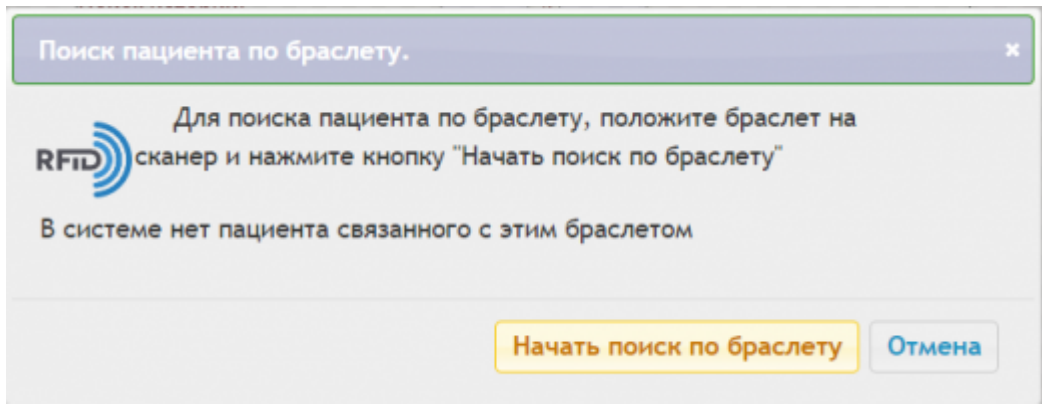 Поиск пациента по браслету.
Для поиска пациента по браслету, положите браслет на
RFID сканер и нажмите кнопку "Начать поиск по браслету"
В системе нет пациента связанного с этим браслетом
Начать поиск по браслету Отмена